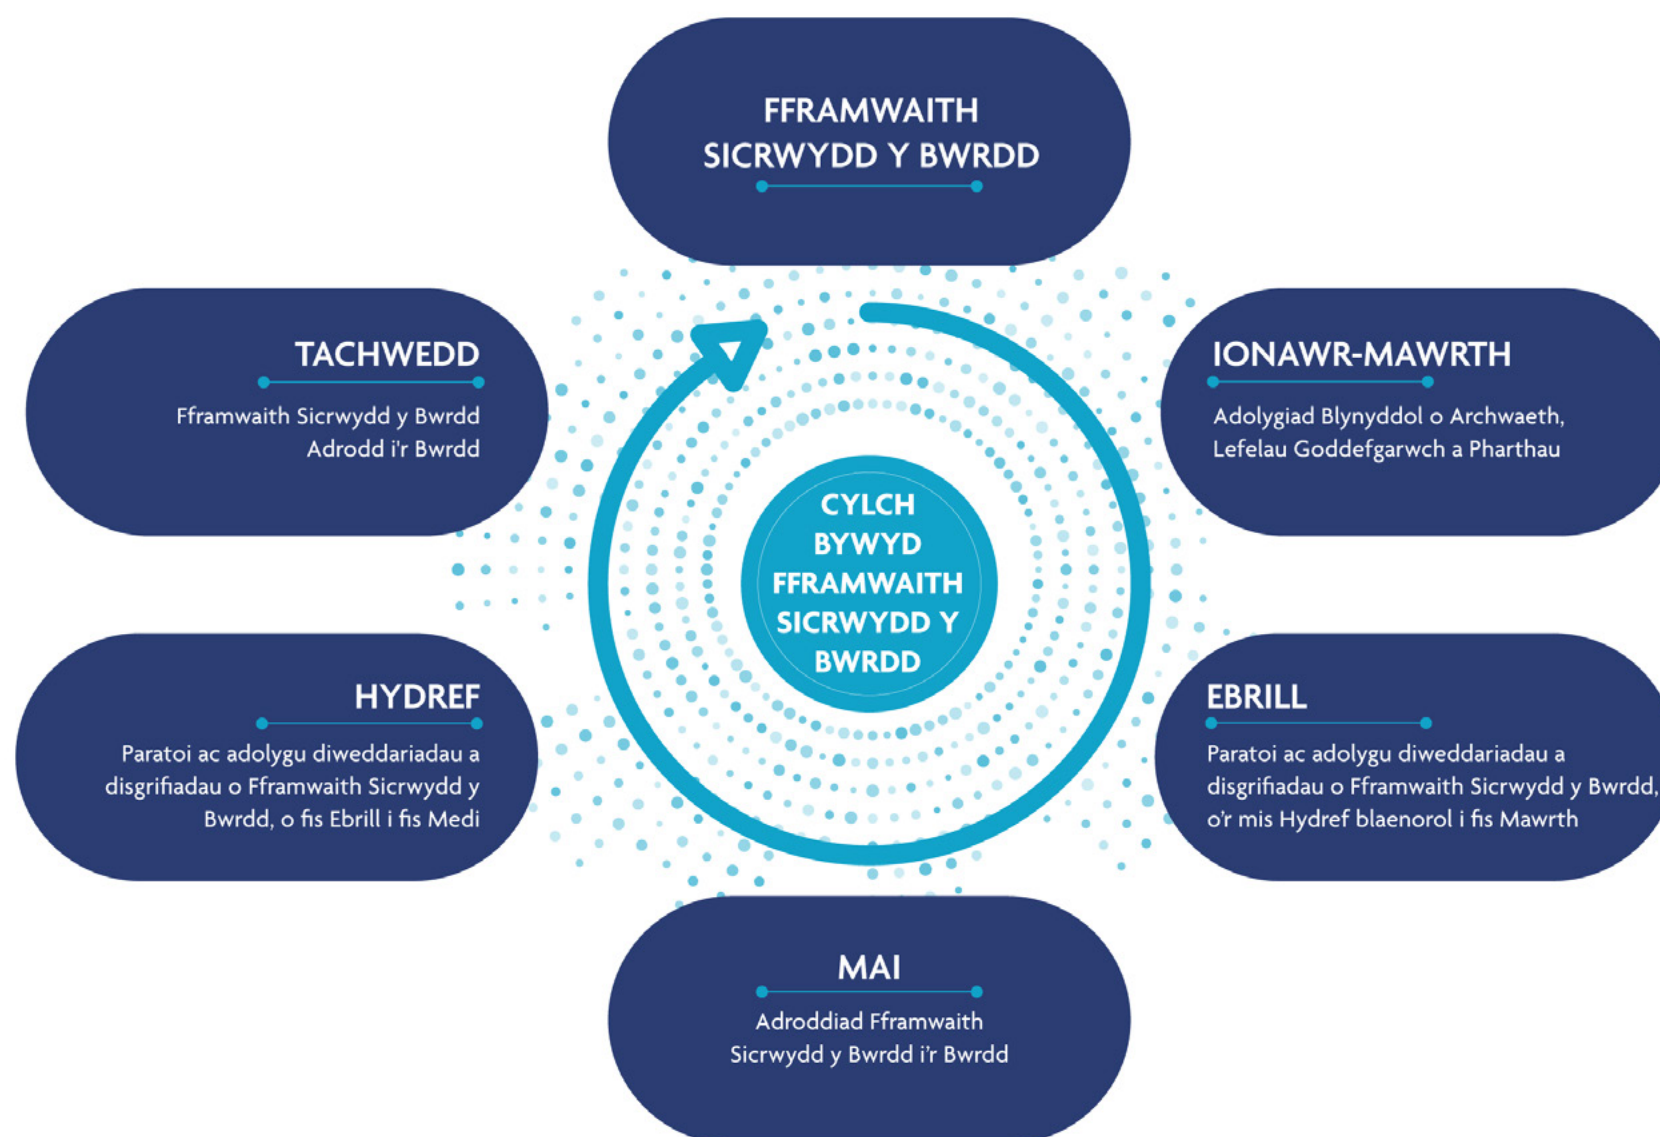 FFRAMWAITH
SICRWYDD Y BWRDD
IONAWR-MAWRTH
Adolygiad Blynyddol o Archwaeth,
Lefelau Goddefgarwch a Pharthau
EBRILL
Paratoi ac adolygu diweddariadau a
disgrifiadau o Fframwaith Sicrwydd y Bwrdd,
o'r mis Hydref blaenorol i fis Mawrth
MAI
Adroddiad Fframwaith
Sicrwydd y Bwrdd i'r Bwrdd
HYDREF
Paratoi ac adolygu diweddariadau a
disgrifiadau o Fframwaith Sicrwydd y
Bwrdd, o fis Ebrill i fis Medi
TACHWEDD
Fframwaith Sicrwydd y Bwrdd
Adrodd i'r Bwrdd
CYLCH
BYWYD
FFRAMWAITH
SICRWYDD Y
BWRDD